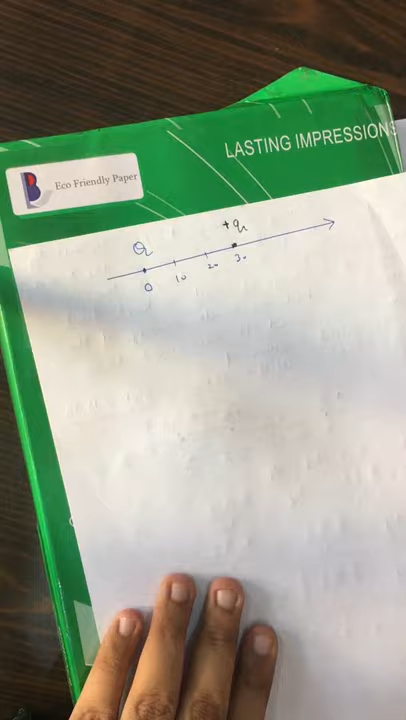 LASTING IMPRESSIONS
Eco Friendly Paper
Q +q
0 10 20 30